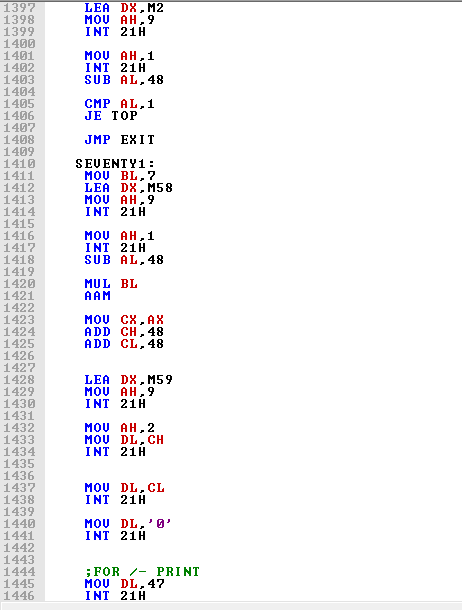 1397 LEA DX,M2
1398 MOV AH,9
1399 INT 21H
1400
1401 MOV AH,1
1402 INT 21H
1403 SUB AL,48
1404
1405 CMP AL,1
1406 JE TOP
1407
1408 JMP EXIT
1409
1410 SEVENTY1:
1411 MOV BL,7
1412 LEA DX,M58
1413 MOV AH,9
1414 INT 21H
1415
1416 MOV AH,1
1417 INT 21H
1418 SUB AL,48
1419
1420 MUL BL
1421 AAM
1422
1423 MOV CX,AX
1424 ADD CH,48
1425 ADD CL,48
1426
1427
1428 LEA DX,M59
1429 MOV AH,9
1430 INT 21H
1431
1432 MOV AH,2
1433 MOV DL,CH
1434 INT 21H
1435
1436
1437 MOV DL,CL
1438 INT 21H
1439
1440 MOV DL,'0'
1441 INT 21H
1442
1443
1444 ;FOR /- PRINT
1445 MOV DL,47
1446 INT 21H